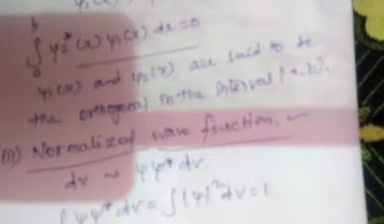 ∫ₐᵇ ψ₂*(x) ψ₁(x) dx = 0
ψ₁(x) and ψ₂(x) are said to be
the orthogonal in the interval [a,b].
(ii) Normalized wave function.
dv → ψψ* dv.
∫ψψ* dv = ∫|ψ|² dv = 1